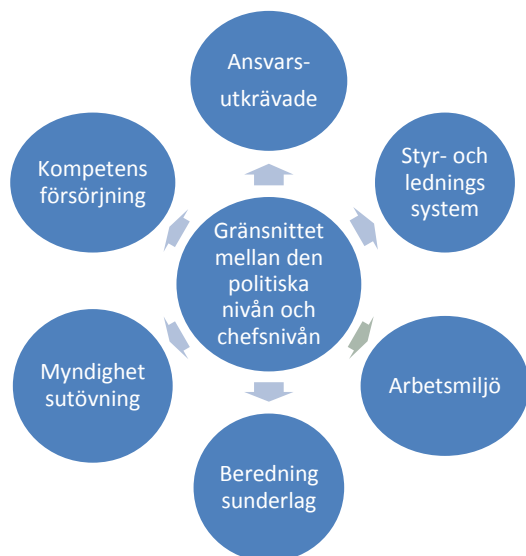 Ansvars-
utkrävade
Styr- och
lednings
system
Kompetens
försörjning
Gränsnittet
mellan den
politiska
nivån och
chefsnivån
Arbetsmiljö
Myndighet
sutövning
Beredning
sunderlag